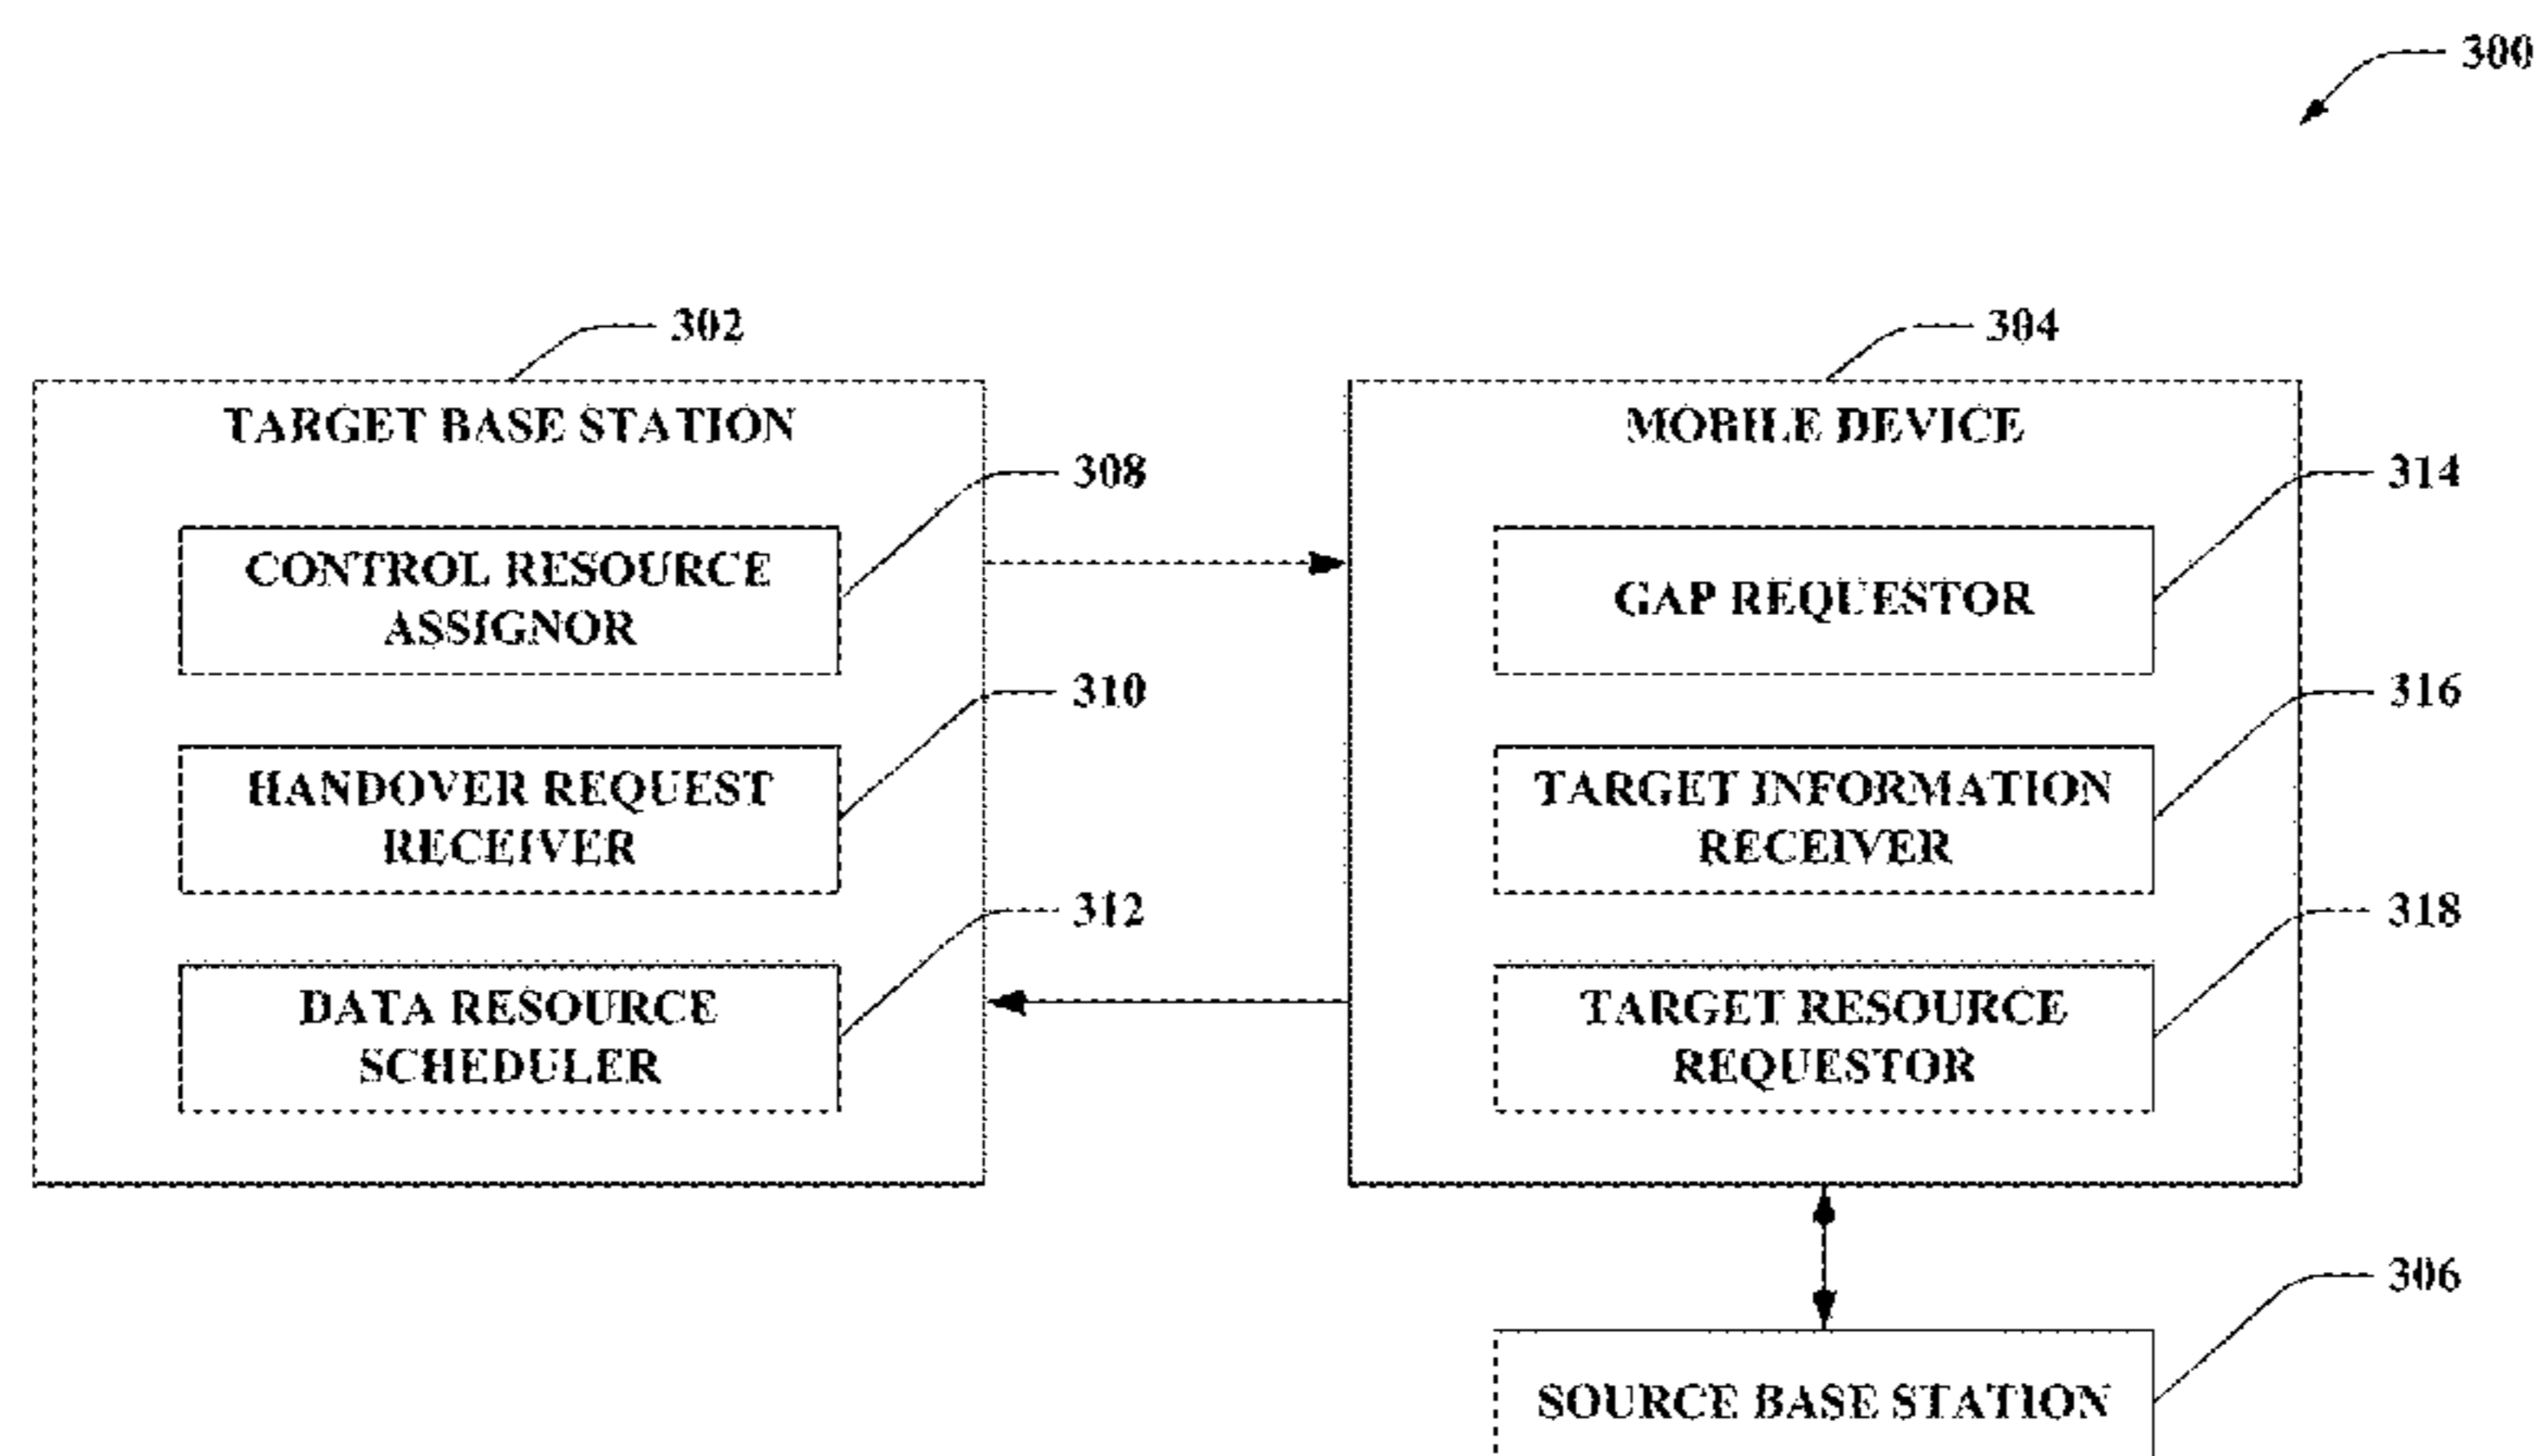 300
302
304
TARGET BASE STATION
MOBILE DEVICE
308
314
CONTROL RESOURCE
ASSIGNOR
GAP REQUESTOR
310
316
HANDOVER REQUEST
RECEIVER
TARGET INFORMATION
RECEIVER
312
318
DATA RESOURCE
SCHEDULER
TARGET RESOURCE
REQUESTOR
306
SOURCE BASE STATION